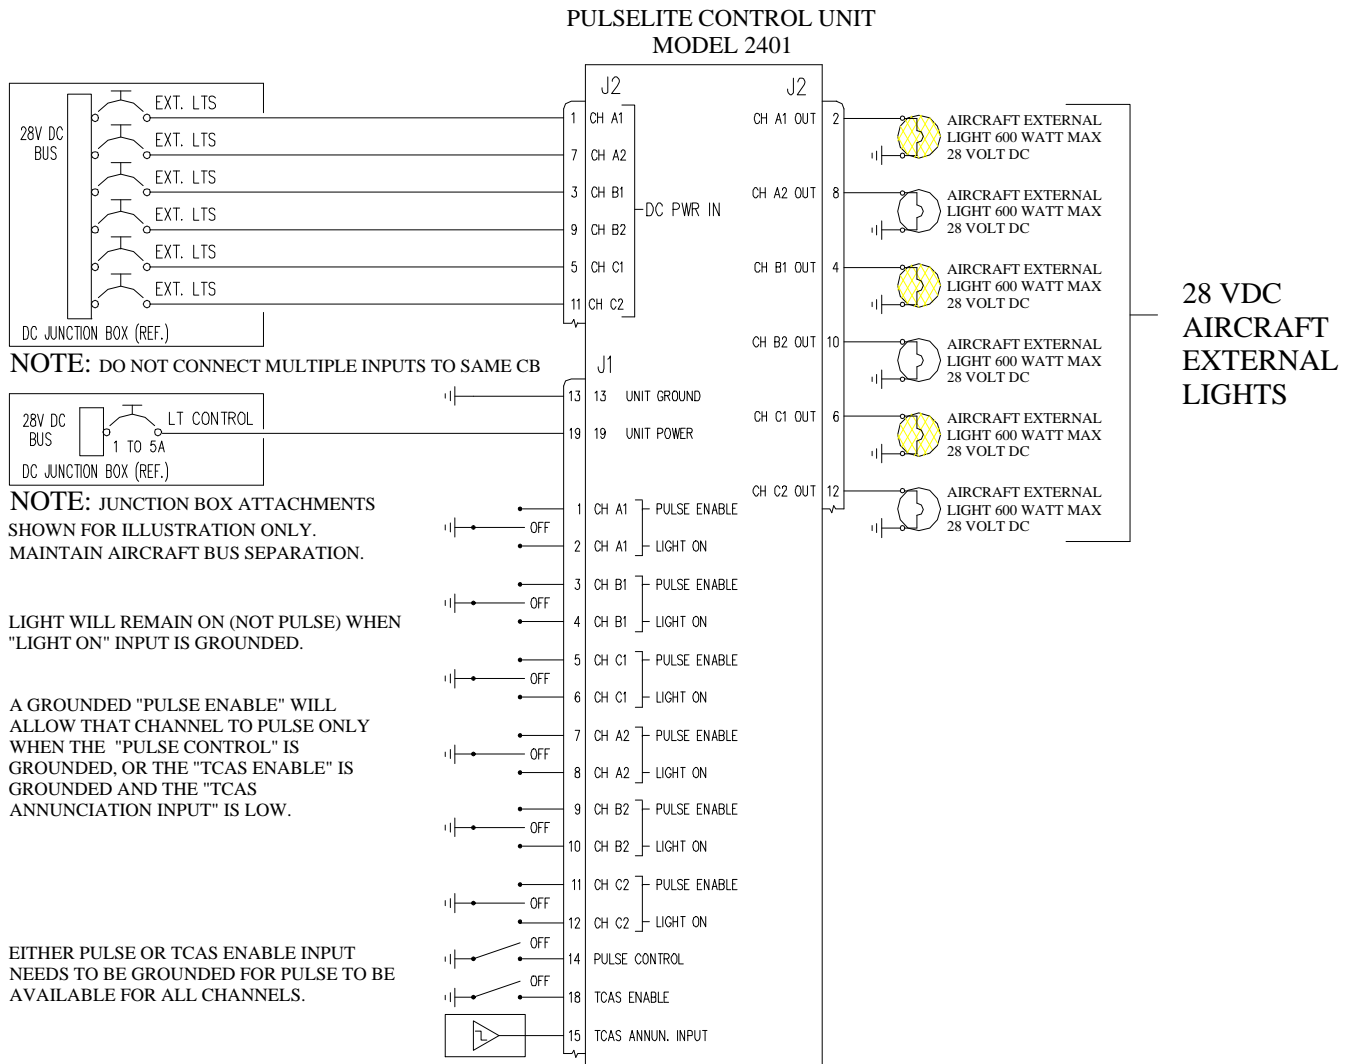 PULSELITE CONTROL UNIT
MODEL 2401
J2
J2
28V DC
BUS
EXT. LTS
EXT. LTS
EXT. LTS
EXT. LTS
EXT. LTS
EXT. LTS
DC JUNCTION BOX (REF.)
1 CH A1
7 CH A2
3 CH B1
9 CH B2
5 CH C1
11 CH C2
DC PWR IN
CH A1 OUT 2
CH A2 OUT 8
CH B1 OUT 4
CH B2 OUT 10
CH C1 OUT 6
CH C2 OUT 12
AIRCRAFT EXTERNAL
LIGHT 600 WATT MAX
28 VOLT DC
AIRCRAFT EXTERNAL
LIGHT 600 WATT MAX
28 VOLT DC
AIRCRAFT EXTERNAL
LIGHT 600 WATT MAX
28 VOLT DC
AIRCRAFT EXTERNAL
LIGHT 600 WATT MAX
28 VOLT DC
AIRCRAFT EXTERNAL
LIGHT 600 WATT MAX
28 VOLT DC
AIRCRAFT EXTERNAL
LIGHT 600 WATT MAX
28 VOLT DC
28 VDC
AIRCRAFT
EXTERNAL
LIGHTS
NOTE: DO NOT CONNECT MULTIPLE INPUTS TO SAME CB
J1
28V DC
BUS
LT CONTROL
1 TO 5A
DC JUNCTION BOX (REF.)
13 13 UNIT GROUND
19 19 UNIT POWER
NOTE: JUNCTION BOX ATTACHMENTS
SHOWN FOR ILLUSTRATION ONLY.
MAINTAIN AIRCRAFT BUS SEPARATION.
LIGHT WILL REMAIN ON (NOT PULSE) WHEN
"LIGHT ON" INPUT IS GROUNDED.
A GROUNDED "PULSE ENABLE" WILL
ALLOW THAT CHANNEL TO PULSE ONLY
WHEN THE "PULSE CONTROL" IS
GROUNDED, OR THE "TCAS ENABLE" IS
GROUNDED AND THE "TCAS
ANNUNCIATION INPUT" IS LOW.
EITHER PULSE OR TCAS ENABLE INPUT
NEEDS TO BE GROUNDED FOR PULSE TO BE
AVAILABLE FOR ALL CHANNELS.
1 CH A1 PULSE ENABLE
OFF
2 CH A1 LIGHT ON
3 CH B1 PULSE ENABLE
OFF
4 CH B1 LIGHT ON
5 CH C1 PULSE ENABLE
OFF
6 CH C1 LIGHT ON
7 CH A2 PULSE ENABLE
OFF
8 CH A2 LIGHT ON
9 CH B2 PULSE ENABLE
OFF
10 CH B2 LIGHT ON
11 CH C2 PULSE ENABLE
OFF
12 CH C2 LIGHT ON
OFF
14 PULSE CONTROL
OFF
18 TCAS ENABLE
15 TCAS ANNUN. INPUT